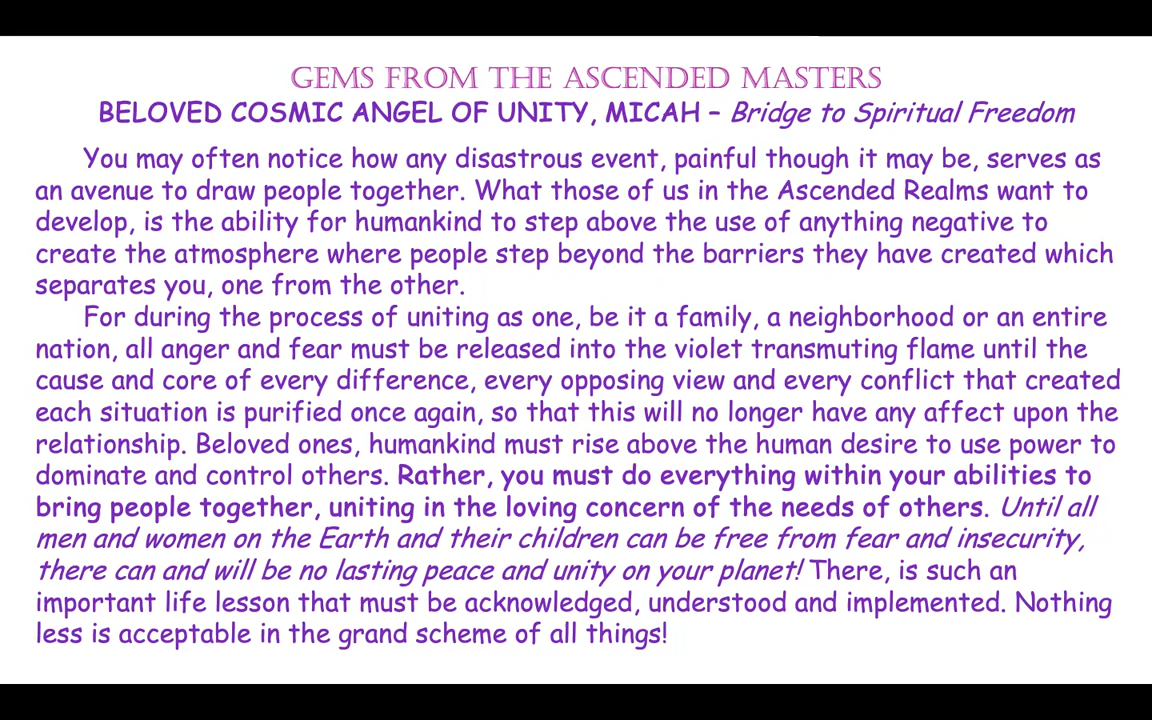 GEMS FROM THE ASCENDED MASTERS
BELOVED COSMIC ANGEL OF UNITY, MICAH – Bridge to Spiritual Freedom
You may often notice how any disastrous event, painful though it may be, serves as
an avenue to draw people together. What those of us in the Ascended Realms want to
develop, is the ability for humankind to step above the use of anything negative to
create the atmosphere where people step beyond the barriers they have created which
separates you, one from the other.
For during the process of uniting as one, be it a family, a neighborhood or an entire
nation, all anger and fear must be released into the violet transmuting flame until the
cause and core of every difference, every opposing view and every conflict that created
each situation is purified once again, so that this will no longer have any affect upon the
relationship. Beloved ones, humankind must rise above the human desire to use power to
dominate and control others. Rather, you must do everything within your abilities to
bring people together, uniting in the loving concern of the needs of others. Until all
men and women on the Earth and their children can be free from fear and insecurity,
there can and will be no lasting peace and unity on your planet! There, is such an
important life lesson that must be acknowledged, understood and implemented. Nothing
less is acceptable in the grand scheme of all things!